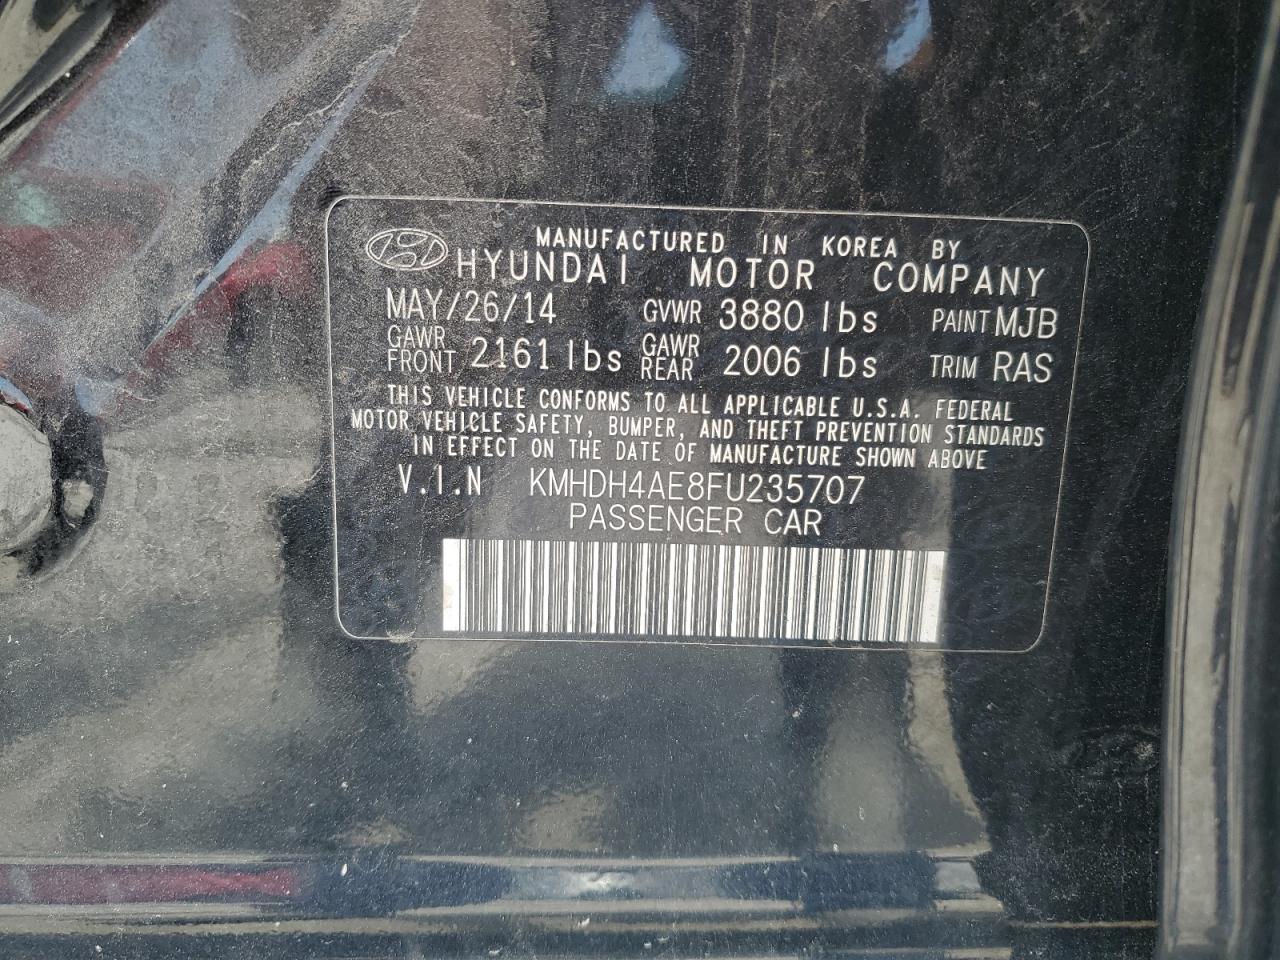 MANUFACTURED IN KOREA BY
HYUNDAI MOTOR COMPANY
MAY/26/14 GVWR 3880 lbs PAINT MJB
GAWR FRONT 2161 lbs GAWR REAR 2006 lbs TRIM RAS
THIS VEHICLE CONFORMS TO ALL APPLICABLE U.S.A. FEDERAL
MOTOR VEHICLE SAFETY, BUMPER, AND THEFT PREVENTION STANDARDS
IN EFFECT ON THE DATE OF MANUFACTURE SHOWN ABOVE
V.I.N KMHDH4AE8FU235707
PASSENGER CAR